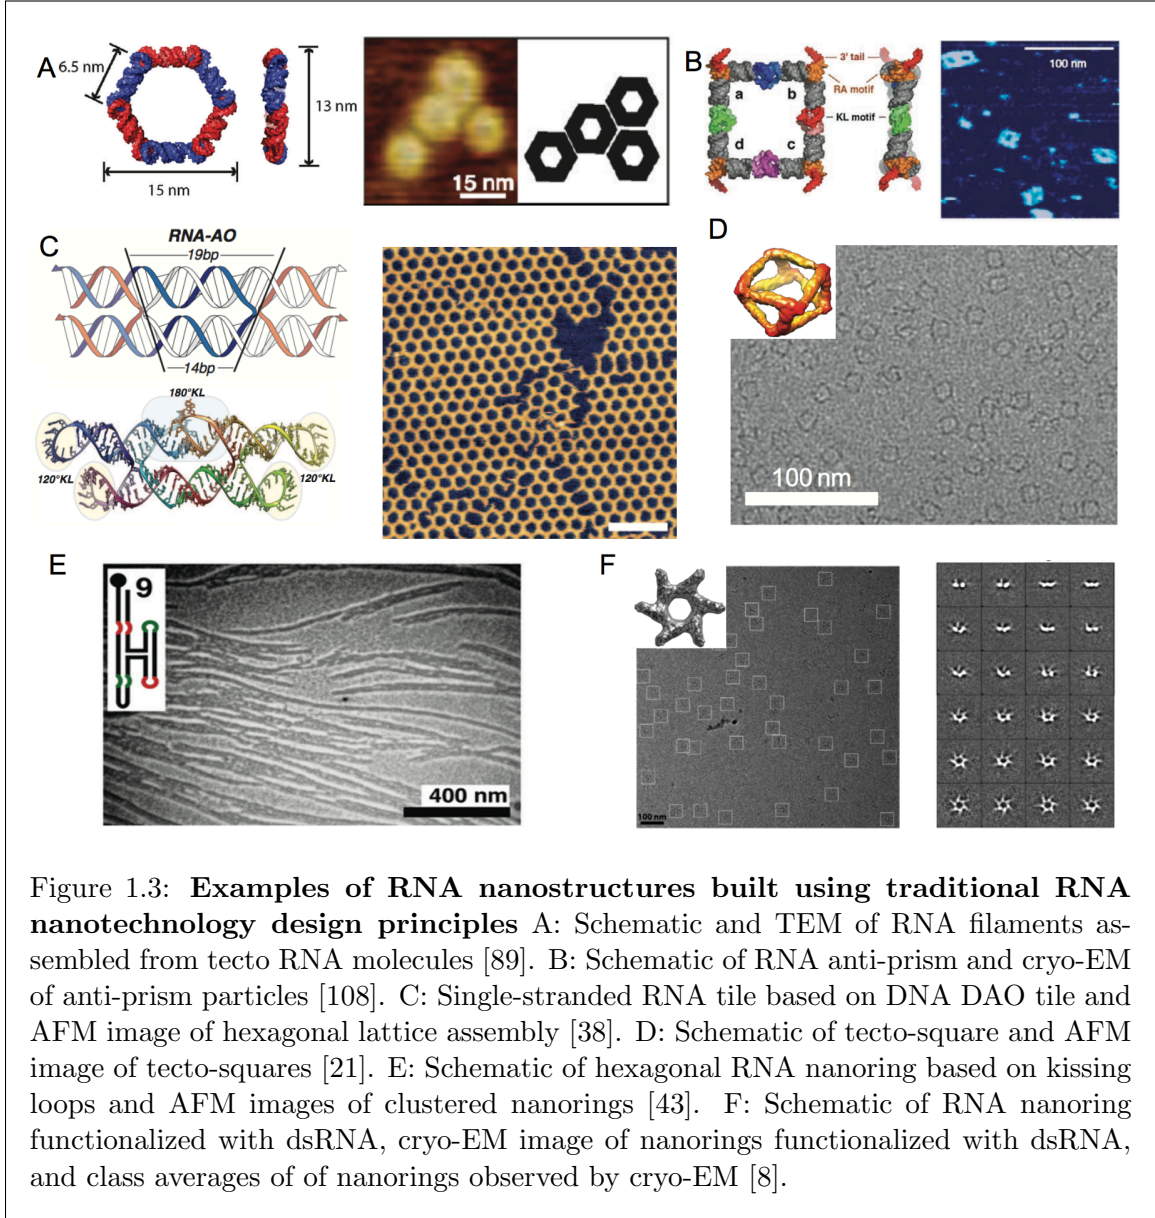 A
6.5 nm
13 nm
15 nm
15 nm
B
3' tail
RA motif
KL motif
a
b
d
c
100 nm
C
RNA-AO
19bp
14bp
180°KL
120°KL
120°KL
D
100 nm
E
9
400 nm
F
100 nm
Figure 1.3: Examples of RNA nanostructures built using traditional RNA
nanotechnology design principles A: Schematic and TEM of RNA filaments as-
sembled from tecto RNA molecules [89]. B: Schematic of RNA anti-prism and cryo-EM
of anti-prism particles [108]. C: Single-stranded RNA tile based on DNA DAO tile and
AFM image of hexagonal lattice assembly [38]. D: Schematic of tecto-square and AFM
image of tecto-squares [21]. E: Schematic of hexagonal RNA nanoring based on kissing
loops and AFM images of clustered nanorings [43]. F: Schematic of RNA nanoring
functionalized with dsRNA, cryo-EM image of nanorings functionalized with dsRNA,
and class averages of of nanorings observed by cryo-EM [8].